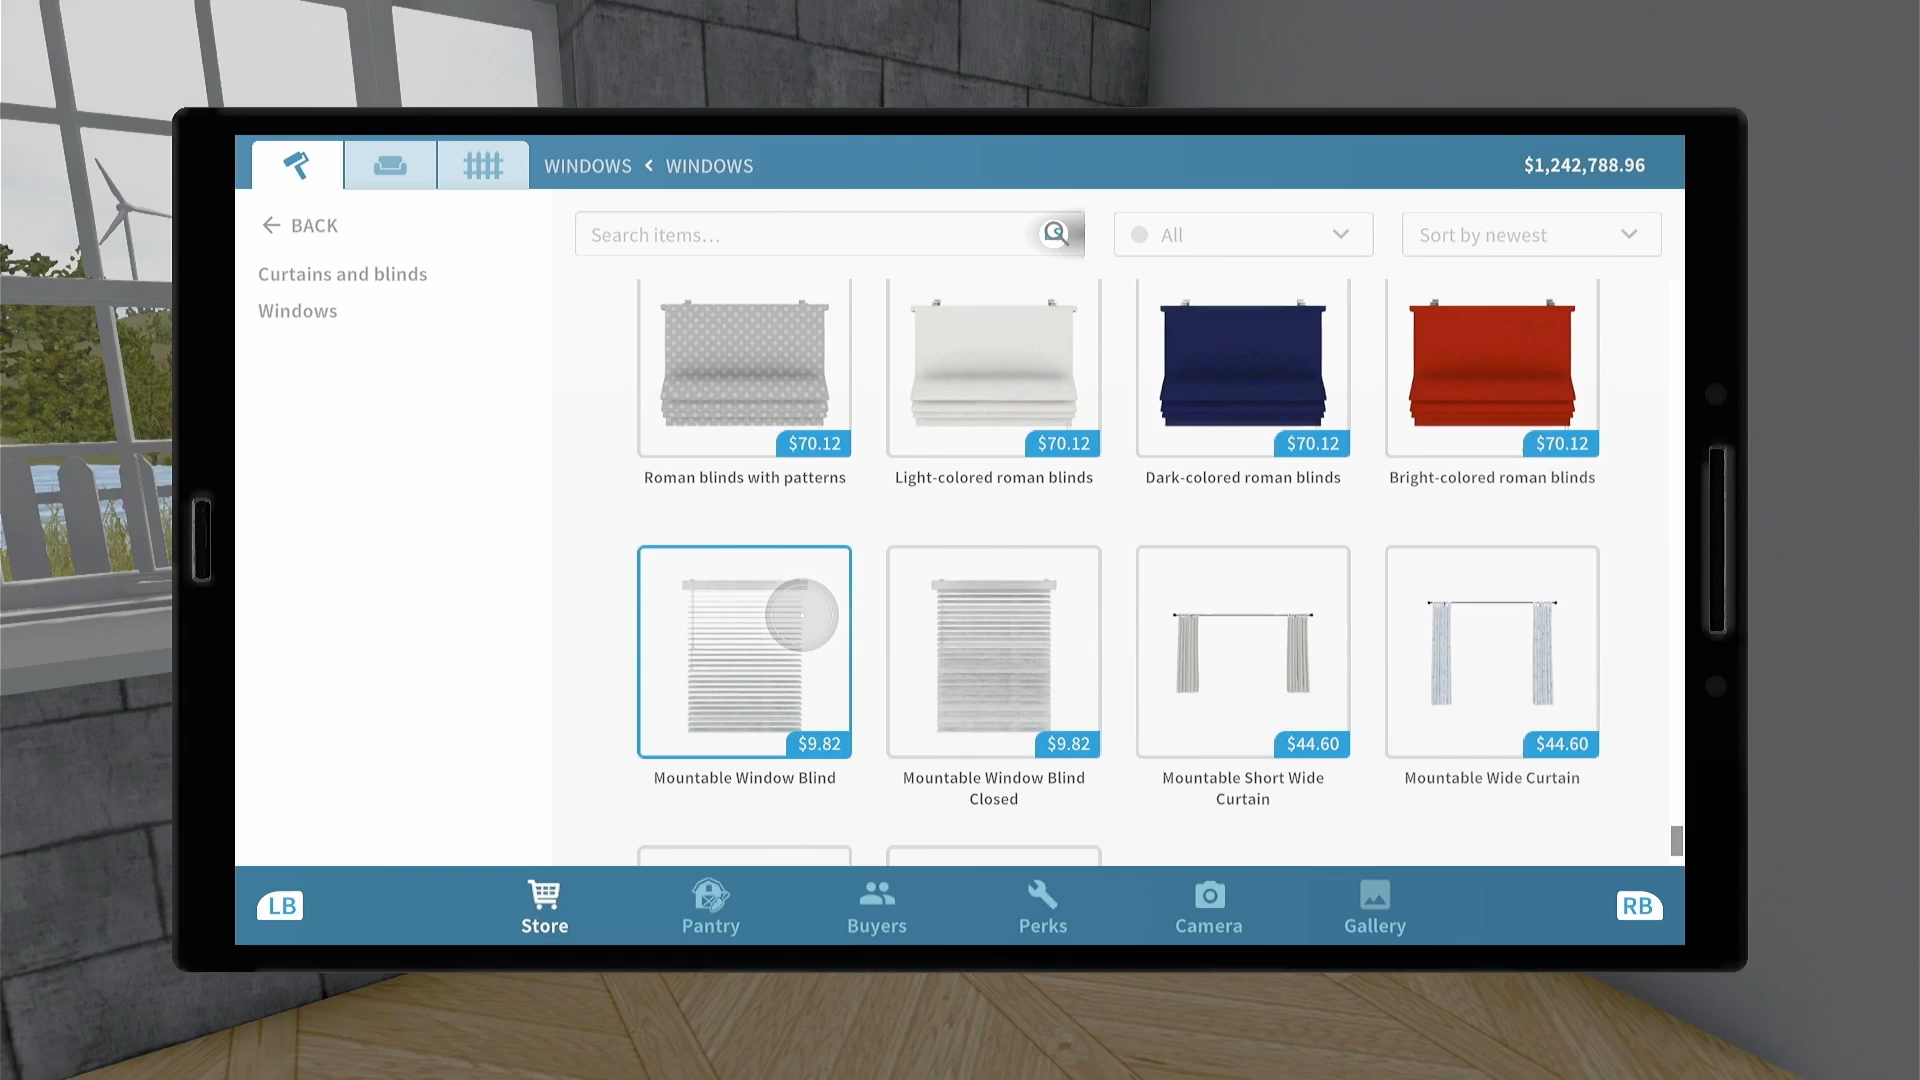 WINDOWS < WINDOWS
$1,242,788.96
BACK
Search items...
All
Sort by newest
Curtains and blinds
Windows
$70.12
$70.12
$70.12
$70.12
Roman blinds with patterns
Light-colored roman blinds
Dark-colored roman blinds
Bright-colored roman blinds
$9.82
$9.82
$44.60
$44.60
Mountable Window Blind
Mountable Window Blind
Closed
Mountable Short Wide
Curtain
Mountable Wide Curtain
LB
Store
Pantry
Buyers
Perks
Camera
Gallery
RB